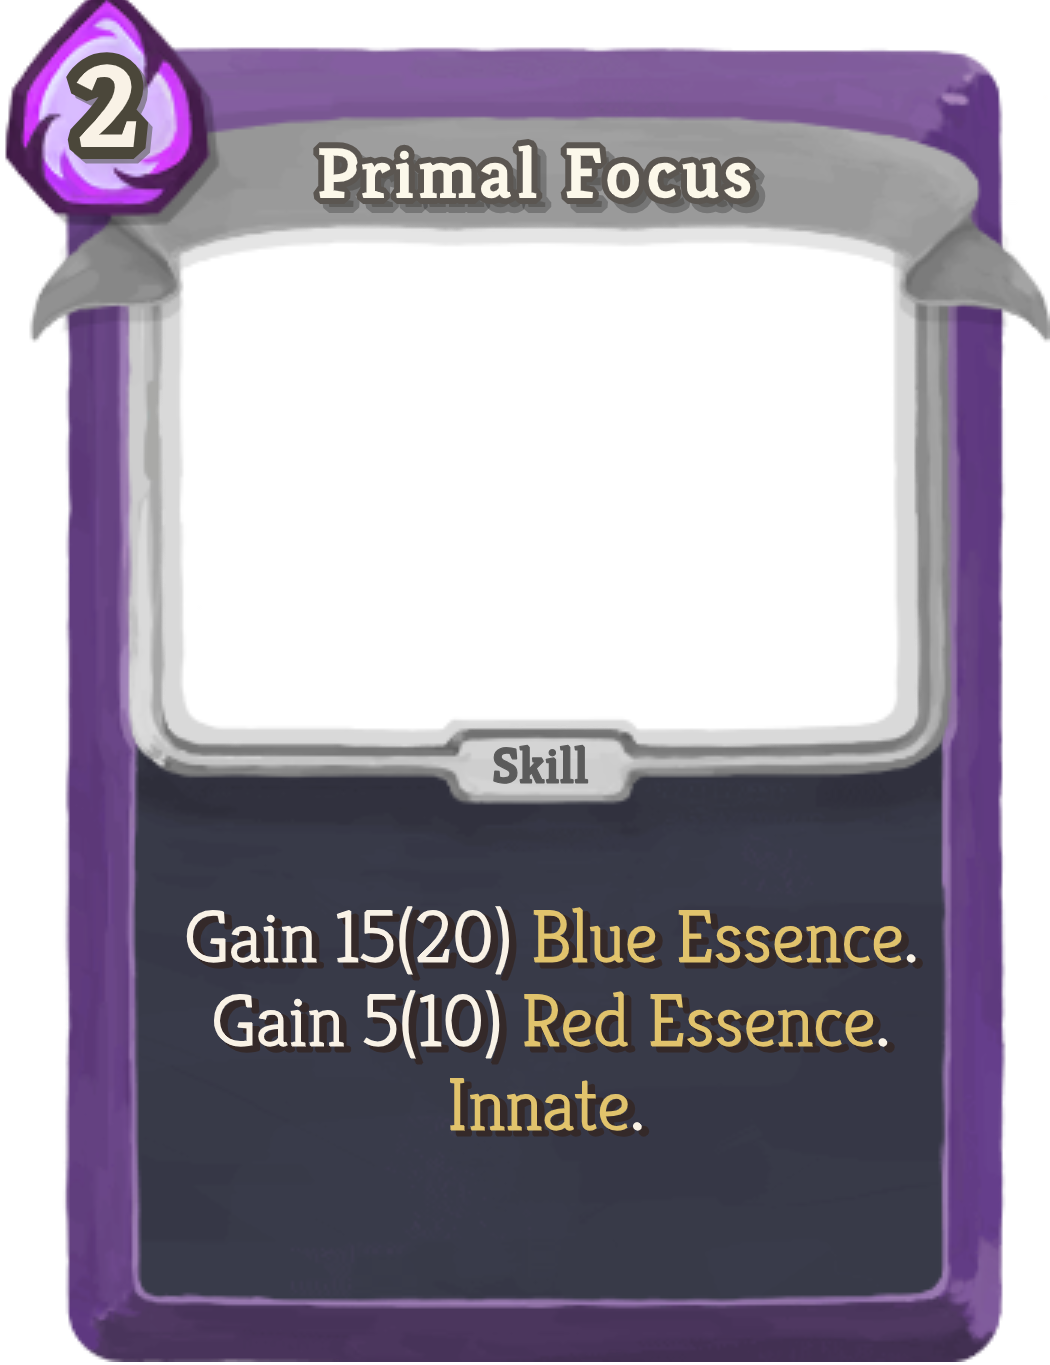 2
Primal Focus
Skill
Gain 15(20) Blue Essence.
Gain 5(10) Red Essence.
Innate.